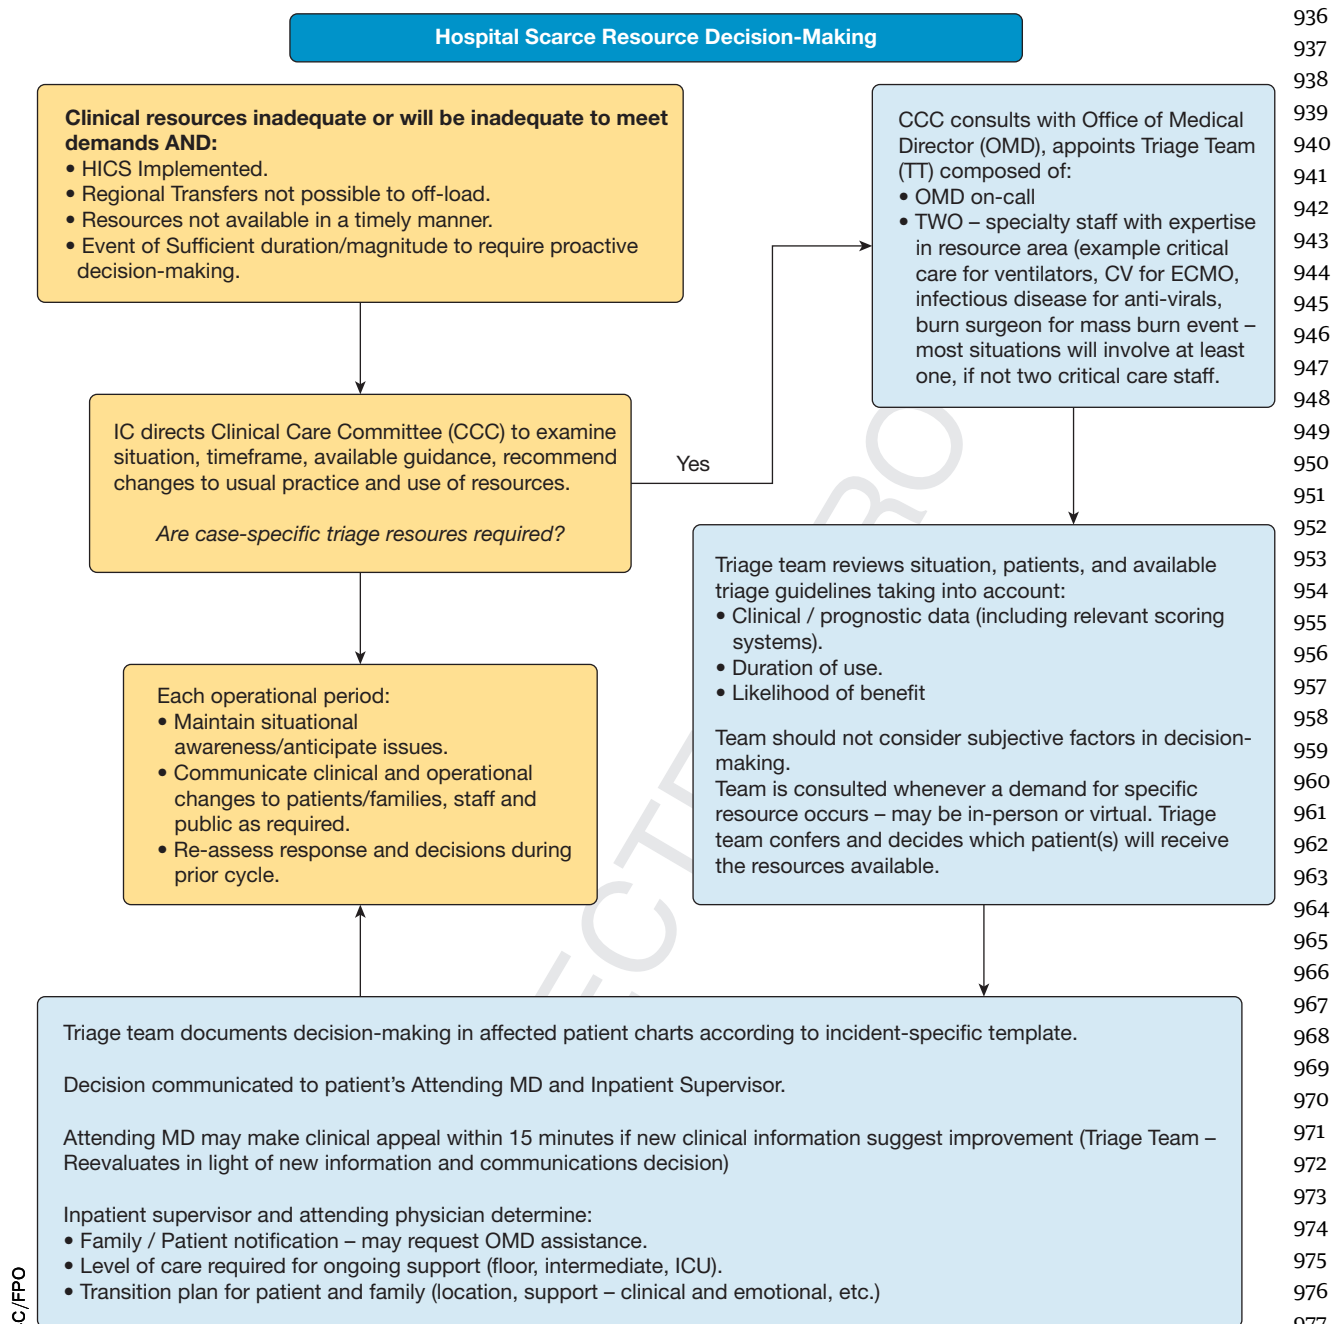 Hospital Scarce Resource Decision-Making
Clinical resources inadequate or will be inadequate to meet
demands AND:
• HICS Implemented.
• Regional Transfers not possible to off-load.
• Resources not available in a timely manner.
• Event of Sufficient duration/magnitude to require proactive
decision-making.
IC directs Clinical Care Committee (CCC) to examine
situation, timeframe, available guidance, recommend
changes to usual practice and use of resources.
Are case-specific triage resoures required?
Yes
Each operational period:
• Maintain situational
awareness/anticipate issues.
• Communicate clinical and operational
changes to patients/families, staff and
public as required.
• Re-assess response and decisions during
prior cycle.
CCC consults with Office of Medical
Director (OMD), appoints Triage Team
(TT) composed of:
• OMD on-call
• TWO – specialty staff with expertise
in resource area (example critical
care for ventilators, CV for ECMO,
infectious disease for anti-virals,
burn surgeon for mass burn event –
most situations will involve at least
one, if not two critical care staff.
Triage team reviews situation, patients, and available
triage guidelines taking into account:
• Clinical / prognostic data (including relevant scoring
systems).
• Duration of use.
• Likelihood of benefit
Team should not consider subjective factors in decision-
making.
Team is consulted whenever a demand for specific
resource occurs – may be in-person or virtual. Triage
team confers and decides which patient(s) will receive
the resources available.
Triage team documents decision-making in affected patient charts according to incident-specific template.
Decision communicated to patient's Attending MD and Inpatient Supervisor.
Attending MD may make clinical appeal within 15 minutes if new clinical information suggest improvement (Triage Team –
Reevaluates in light of new information and communications decision)
Inpatient supervisor and attending physician determine:
• Family / Patient notification – may request OMD assistance.
• Level of care required for ongoing support (floor, intermediate, ICU).
• Transition plan for patient and family (location, support – clinical and emotional, etc.)
C/FPO
936
937
938
939
940
941
942
943
944
945
946
947
948
949
950
951
952
953
954
955
956
957
958
959
960
961
962
963
964
965
966
967
968
969
970
971
972
973
974
975
976
977